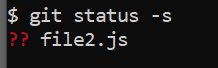 $ git status -s
?? file2.js